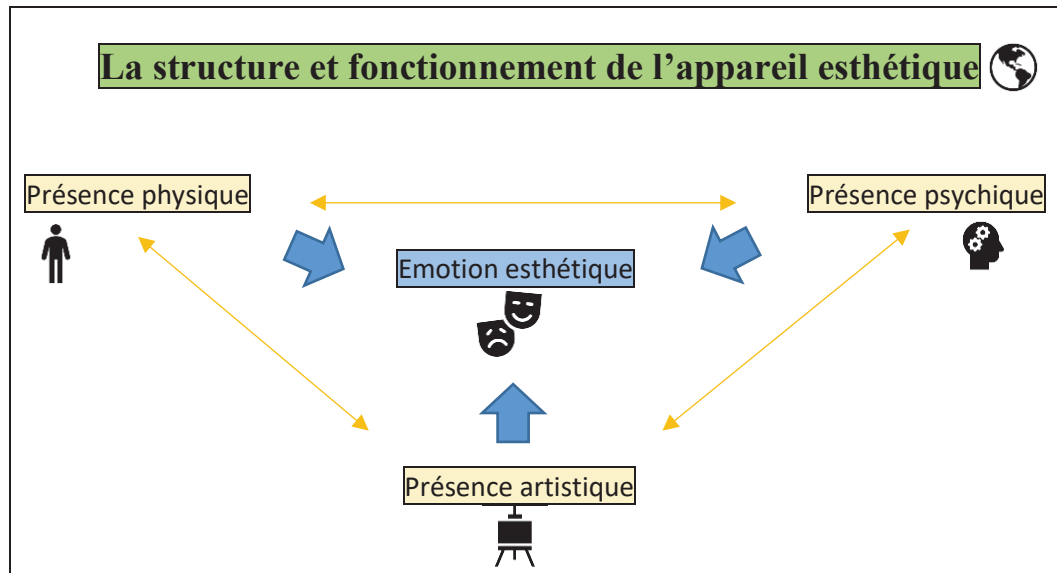 La structure et fonctionnement de l’appareil esthétique
Présence physique
Présence psychique
Emotion esthétique
Présence artistique